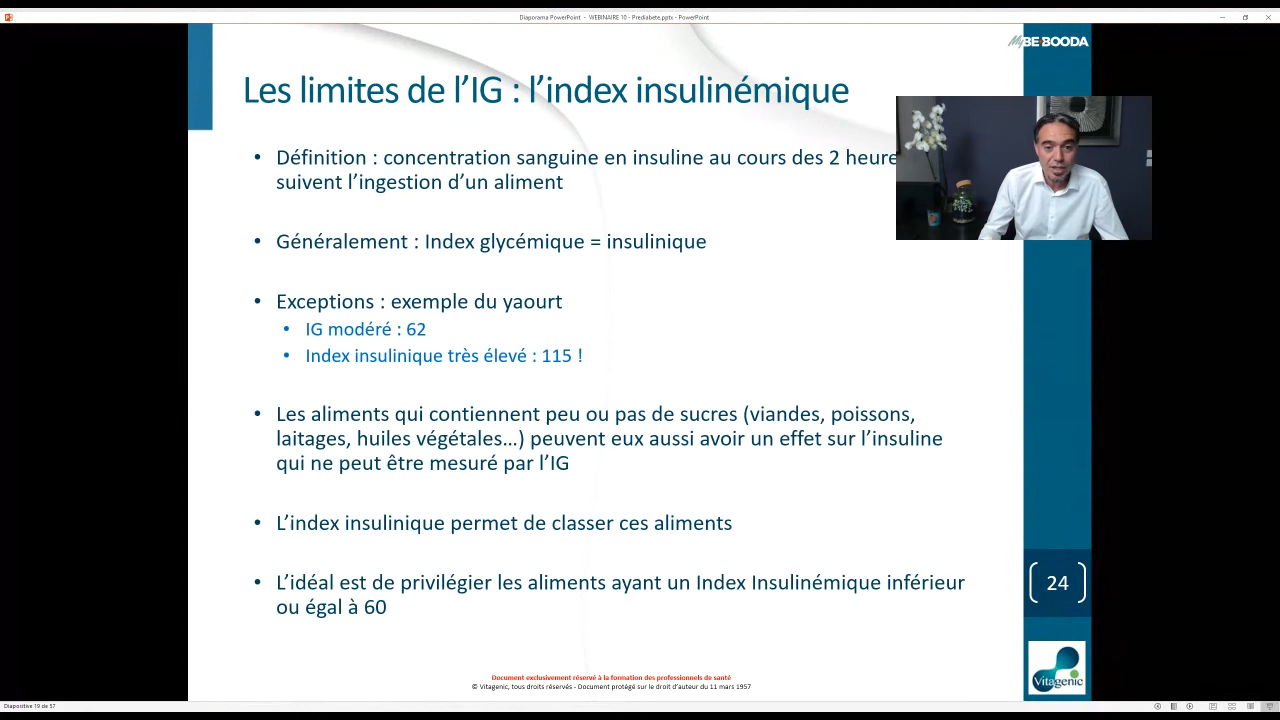 Diaporama PowerPoint - WEBINAIRE 10 - Prediabete.pptx - PowerPoint
MyBE-BOODA
Les limites de l’IG : l’index insulinémique
• Définition : concentration sanguine en insuline au cours des 2 heure
suivent l’ingestion d’un aliment
• Généralement : Index glycémique = insulinique
• Exceptions : exemple du yaourt
• IG modéré : 62
• Index insulinique très élevé : 115 !
• Les aliments qui contiennent peu ou pas de sucres (viandes, poissons,
laitages, huiles végétales…) peuvent eux aussi avoir un effet sur l’insuline
qui ne peut être mesuré par l’IG
• L’index insulinique permet de classer ces aliments
• L’idéal est de privilégier les aliments ayant un Index Insulinémique inférieur
ou égal à 60
24
Document exclusivement réservé à la formation des professionnels de santé
© Vitagenic, tous droits réservés - Document protégé sur le droit d’auteur du 11 mars 1957
Vitagenic
Diapositive 19 de 57